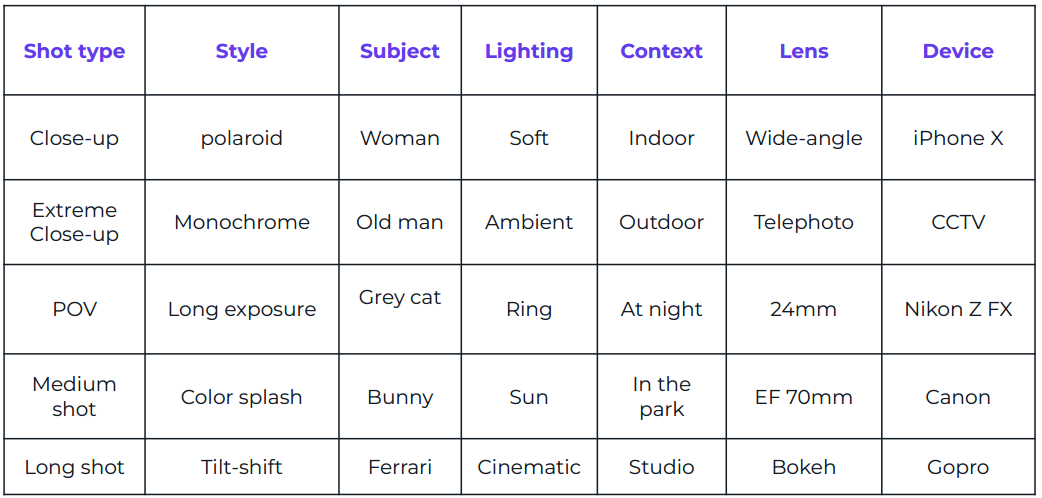 Shot type Style Subject Lighting Context Lens Device
Close-up polaroid Woman Soft Indoor Wide-angle iPhone X
Extreme
Close-up Monochrome Old man Ambient Outdoor Telephoto CCTV
POV Long exposure Grey cat Ring At night 24mm Nikon Z FX
Medium
shot Color splash Bunny Sun In the
park EF 70mm Canon
Long shot Tilt-shift Ferrari Cinematic Studio Bokeh Gopro